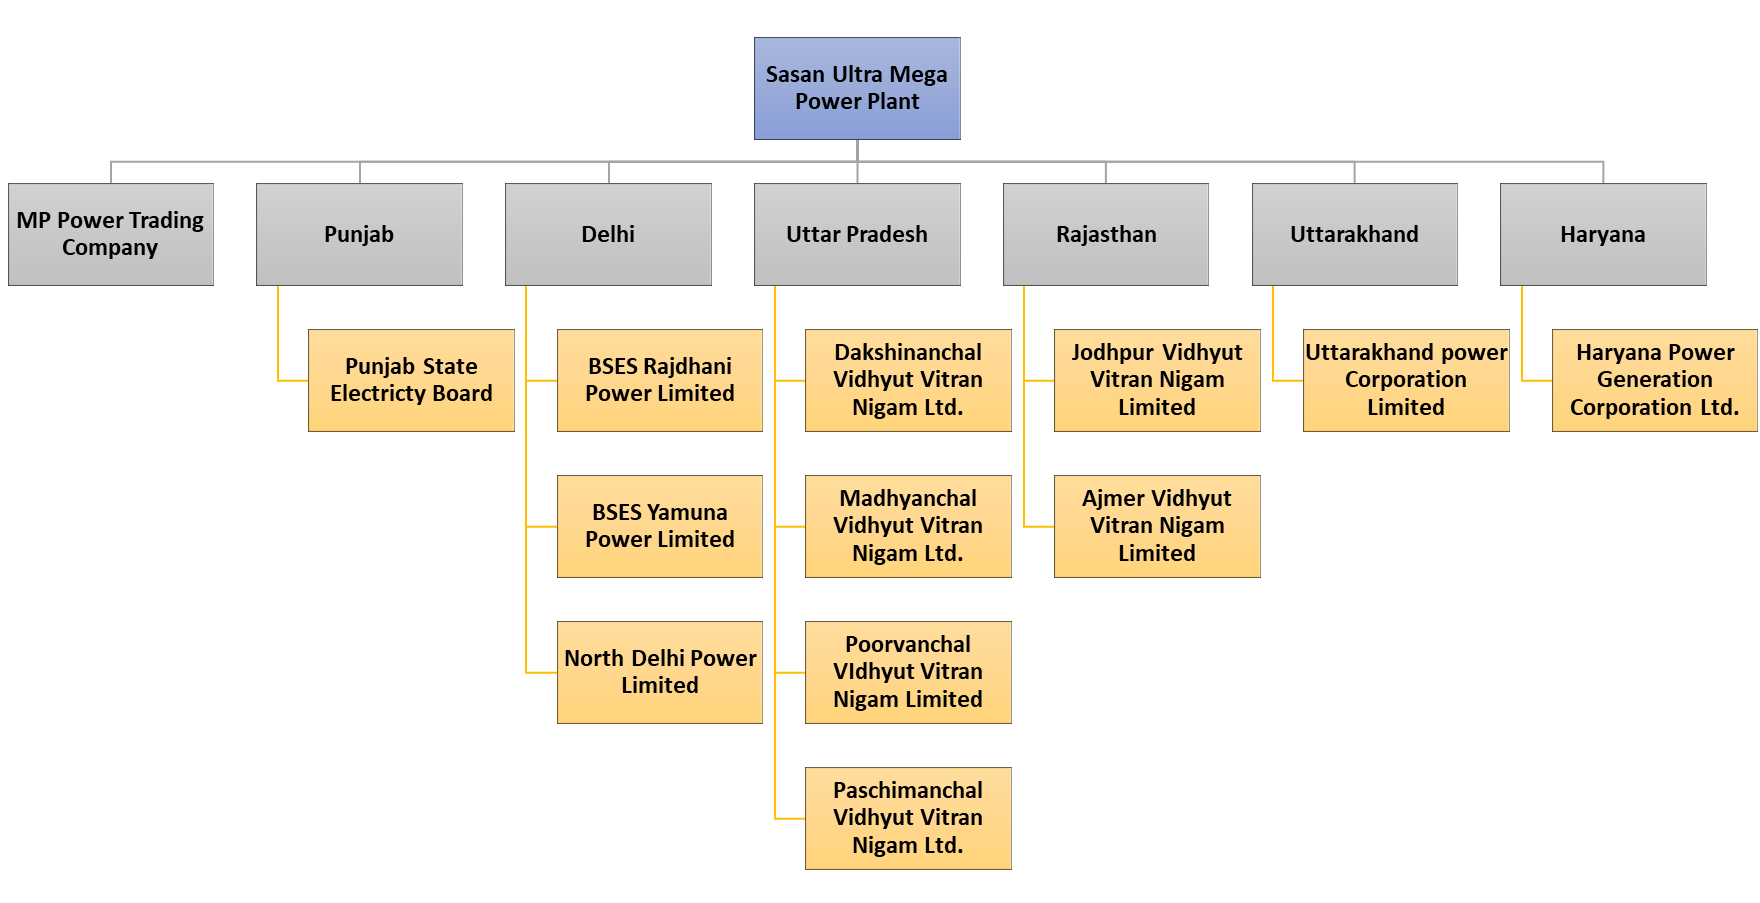 Sasan Ultra Mega
Power Plant
MP Power Trading
Company
Punjab
Delhi
Uttar Pradesh
Rajasthan
Uttarakhand
Haryana
Punjab State
Electricty Board
BSES Rajdhani
Power Limited
Dakshinanchal
Vidhyut Vitran
Nigam Ltd.
Jodhpur Vidhyut
Vitran Nigam
Limited
Uttarakhand power
Corporation
Limited
Haryana Power
Generation
Corporation Ltd.
BSES Yamuna
Power Limited
Madhyanchal
Vidhyut Vitran
Nigam Ltd.
Ajmer Vidhyut
Vitran Nigam
Limited
North Delhi Power
Limited
Poorvanchal
VIdhyut Vitran
Nigam Limited
Paschimanchal
Vidhyut Vitran
Nigam Ltd.